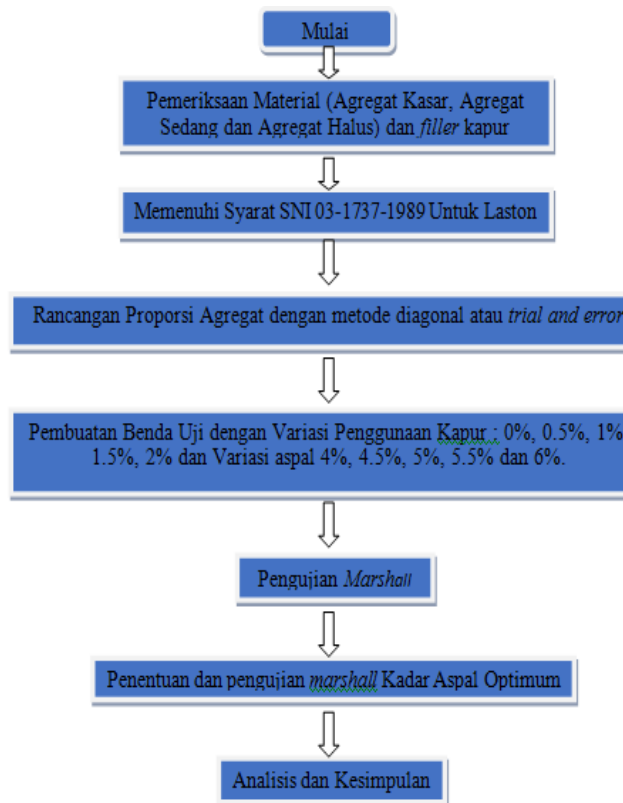 Mulai
Pemeriksaan Material (Agregat Kasar, Agregat
Sedang dan Agregat Halus) dan filler kapur
Memenuhi Syarat SNI 03-1737-1989 Untuk Laston
Rancangan Proporsi Agregat dengan metode diagonal atau trial and error
Pembuatan Benda Uji dengan Variasi Penggunaan Kapur : 0%, 0.5%, 1%
1.5%, 2% dan Variasi aspal 4%, 4.5%, 5%, 5.5% dan 6%.
Pengujian Marshall
Penentuan dan pengujian marshall Kadar Aspal Optimum
Analisis dan Kesimpulan